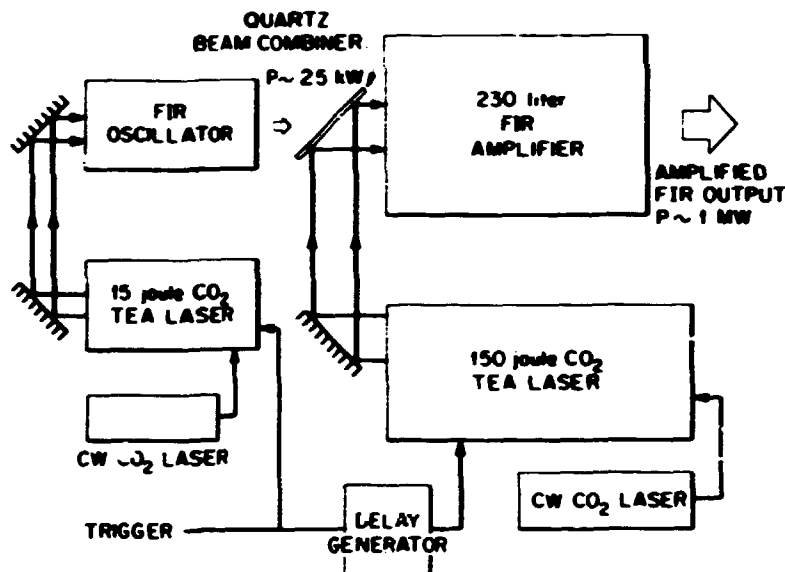 QUARTZ
BEAM COMBINER
P~ 25 kW
FIR
OSCILLATOR
230 liter
FIR
AMPLIFIER
AMPLIFIED
FIR OUTPUT
P~ 1 MW
15 joule CO2
TEA LASER
150 joule CO2
TEA LASER
CW CO2 LASER
CW CO2 LASER
TRIGGER
DELAY
GENERATOR